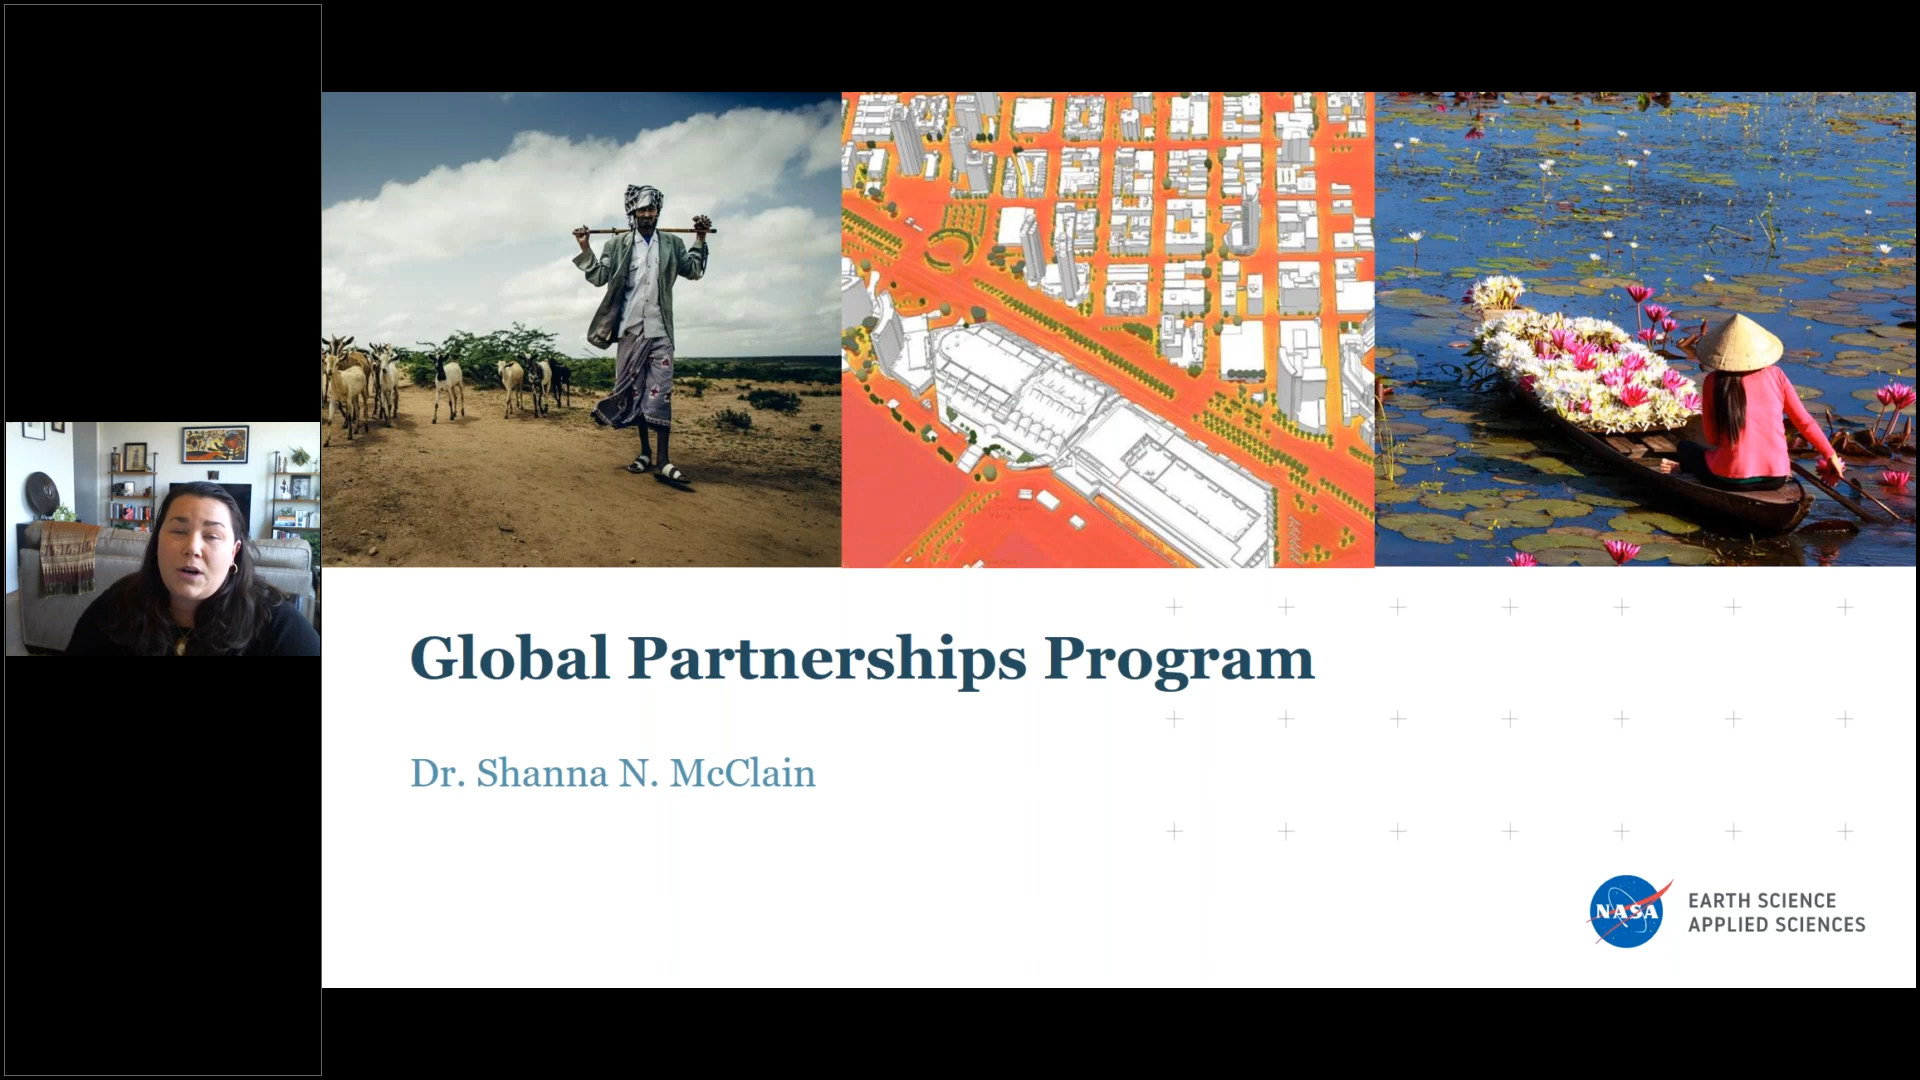 Global Partnerships Program
Dr. Shanna N. McClain
NASA
EARTH SCIENCE
APPLIED SCIENCES